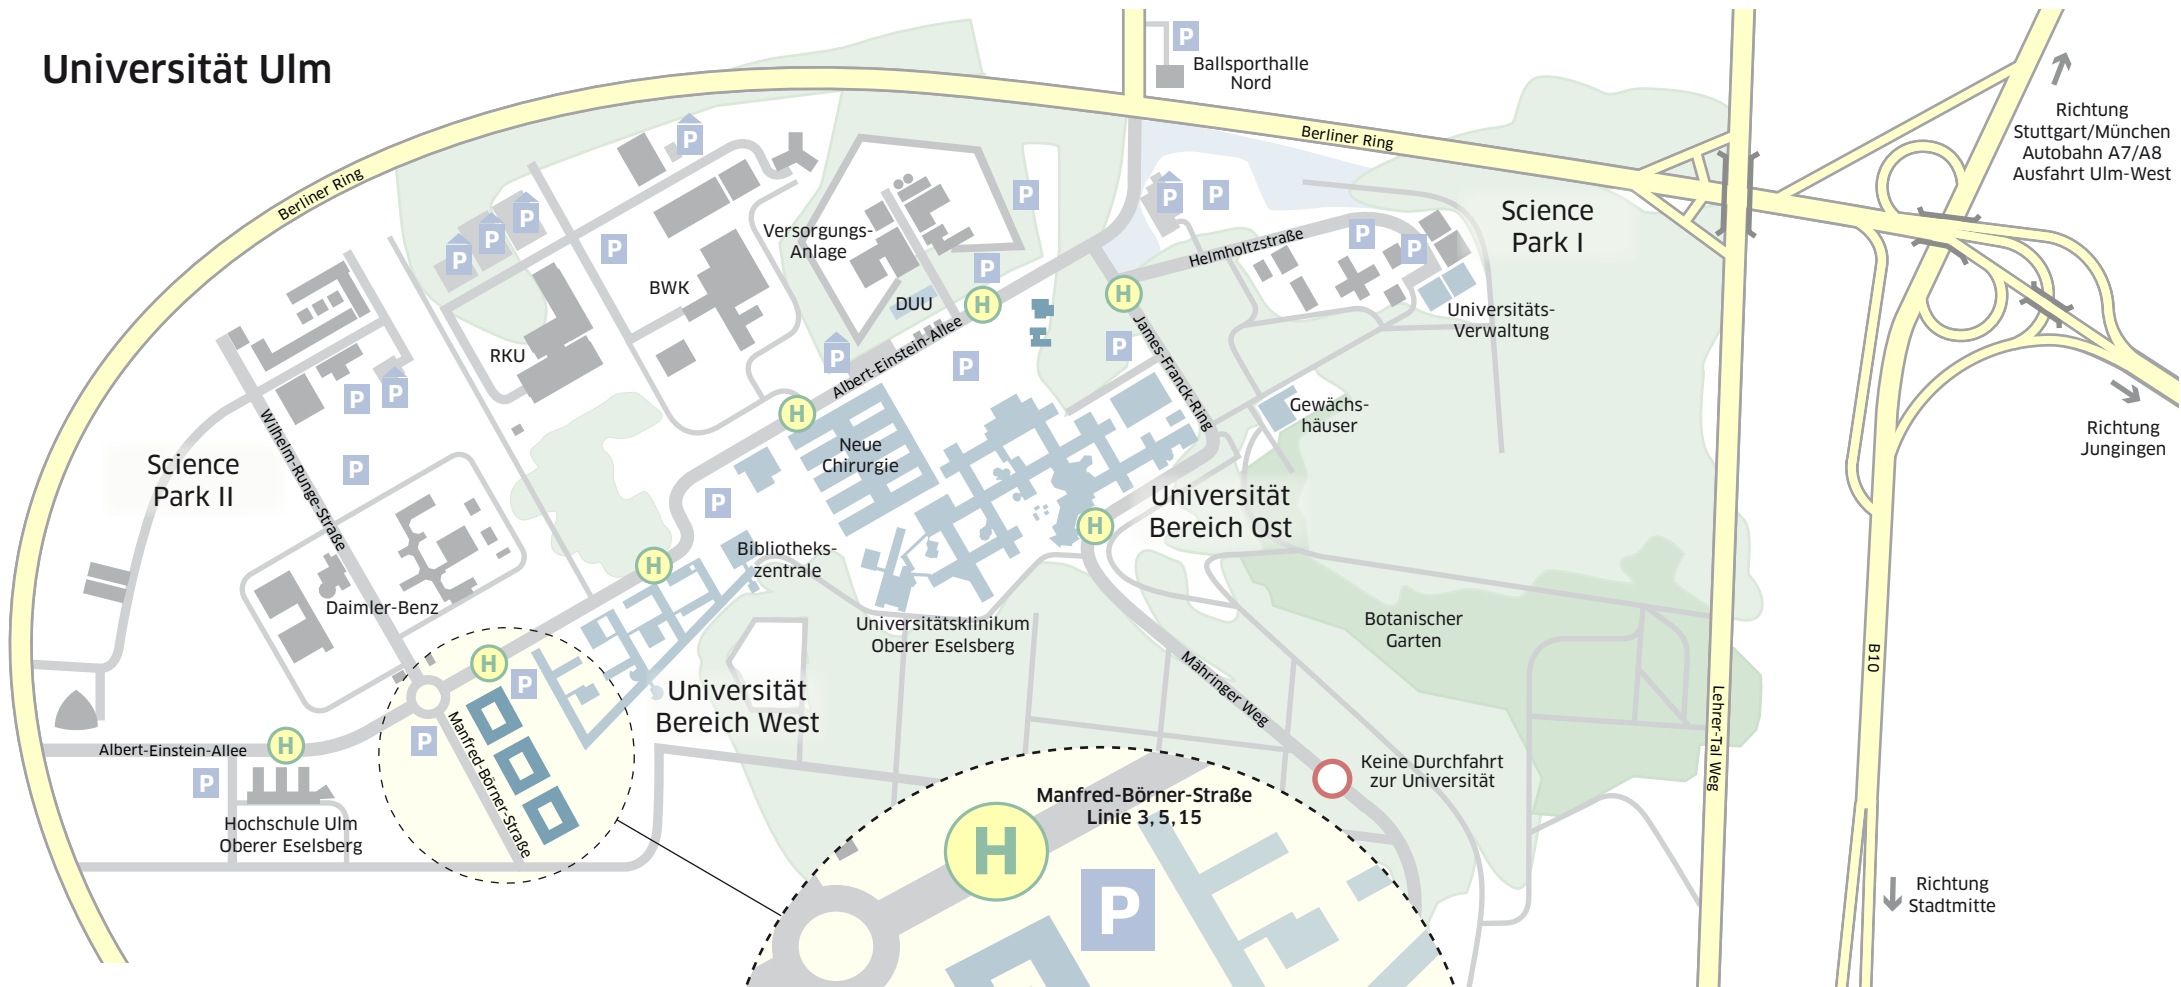 Universität Ulm
P
Ballsporthalle
Nord
Richtung
Stuttgart/München
Autobahn A7/A8
Ausfahrt Ulm-West
Berliner Ring
Berliner Ring
P
P
P
P
P
P
P
P
P
Science
Park I
Helmholtzstraße
P
P
Versorgungs-
Anlage
BWK
P
DUU
H
H
Universitäts-
Verwaltung
James-Franck-Ring
P
RKU
P
Albert-Einstein-Allee
P
P
P
H
Gewächs-
häuser
Richtung
Jungingen
Neue
Chirurgie
Wilhelm-Runge-Straße
Science
Park II
P
P
Universität
Bereich Ost
H
Bibliotheks-
zentrale
H
Daimler-Benz
Universitätsklinikum
Oberer Eselsberg
Botanischer
Garten
B10
Mähringer Weg
H
P
Universität
Bereich West
Lehrer-Tal Weg
Manfred-Börner-Straße
P
Albert-Einstein-Allee
H
P
Keine Durchfahrt
zur Universität
Hochschule Ulm
Oberer Eselsberg
Manfred-Börner-Straße
Linie 3, 5, 15
H
P
Richtung
Stadtmitte